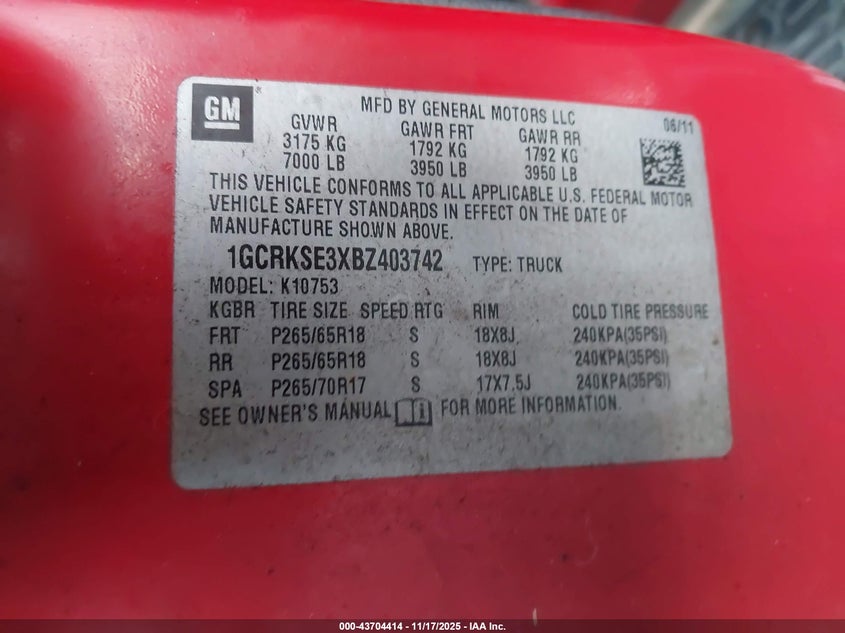 GM
MFD BY GENERAL MOTORS LLC
06/11
GVWR GAWR FRT GAWR RR
3175 KG 1792 KG 1792 KG
7000 LB 3950 LB 3950 LB
THIS VEHICLE CONFORMS TO ALL APPLICABLE U.S. FEDERAL MOTOR
VEHICLE SAFETY STANDARDS IN EFFECT ON THE DATE OF
MANUFACTURE SHOWN ABOVE.
1GCRKSE3XBZ403742 TYPE: TRUCK
MODEL: K10753
KGBR TIRE SIZE SPEED RTG RIM COLD TIRE PRESSURE
FRT P265/65R18 S 18X8J 240KPA(35PSI)
RR P265/65R18 S 18X8J 240KPA(35PSI)
SPA P265/70R17 S 17X7.5J 240KPA(35PSI)
SEE OWNER'S MANUAL FOR MORE INFORMATION.
000-43704414 - 11/17/2025 - IAA Inc.